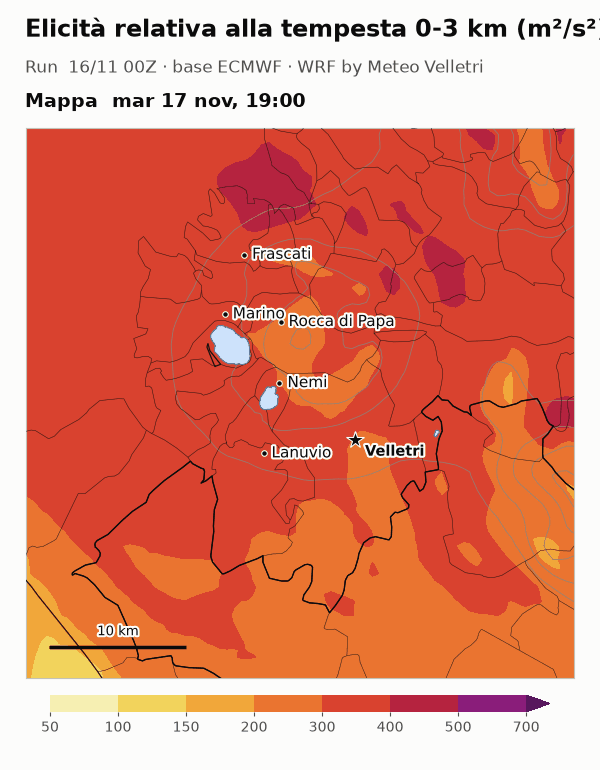 Elicità relativa alla tempesta 0-3 km (m²/s²)
Run  16/11 00Z · base ECMWF · WRF by Meteo Velletri
Mappa  mar 17 nov, 19:00
Frascati
Marino
Rocca di Papa
Nemi
Velletri
Lanuvio
10 km
50 100 150 200 300 400 500 700